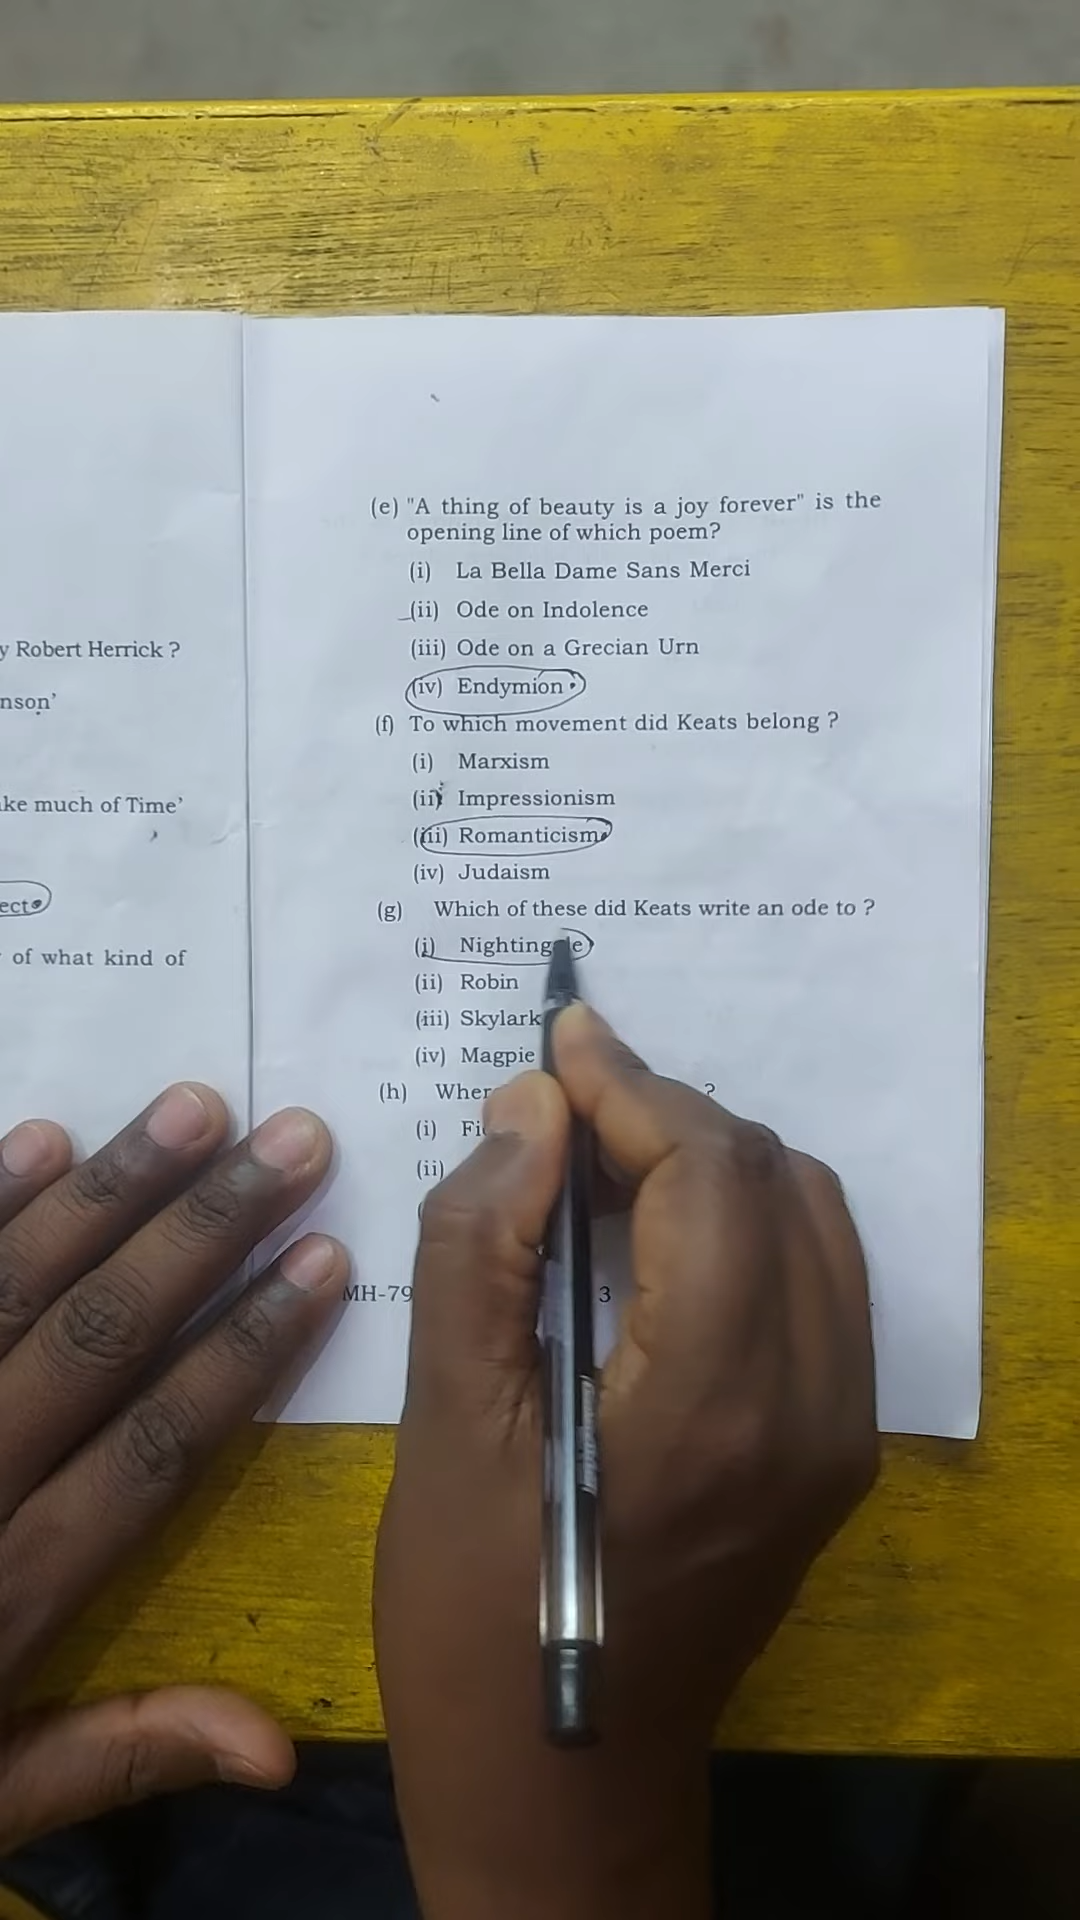 y Robert Herrick ?
nson'
ke much of Time'
ect
of what kind of
(e) "A thing of beauty is a joy forever" is the
opening line of which poem?
(i) La Bella Dame Sans Merci
(ii) Ode on Indolence
(iii) Ode on a Grecian Urn
(iv) Endymion
(f) To which movement did Keats belong ?
(i) Marxism
(ii) Impressionism
(iii) Romanticism
(iv) Judaism
(g) Which of these did Keats write an ode to ?
(i) Nightingale
(ii) Robin
(iii) Skylark
(iv) Magpie
(h) Wher ?
(i) Fi
(ii)
MH-79 3